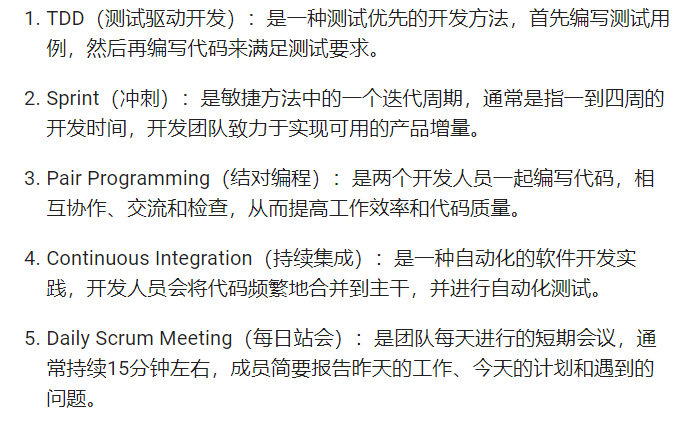 1. TDD（测试驱动开发）：是一种测试优先的开发方法，首先编写测试用
例，然后再编写代码来满足测试要求。
2. Sprint（冲刺）：是敏捷方法中的一个迭代周期，通常是指一到四周的
开发时间，开发团队致力于实现可用的产品增量。
3. Pair Programming（结对编程）：是两个开发人员一起编写代码，相
互协作、交流和检查，从而提高工作效率和代码质量。
4. Continuous Integration（持续集成）：是一种自动化的软件开发实
践，开发人员会将代码频繁地合并到主干，并进行自动化测试。
5. Daily Scrum Meeting（每日站会）：是团队每天进行的短期会议，通
常持续15分钟左右，成员简要报告昨天的工作、今天的计划和遇到的
问题。